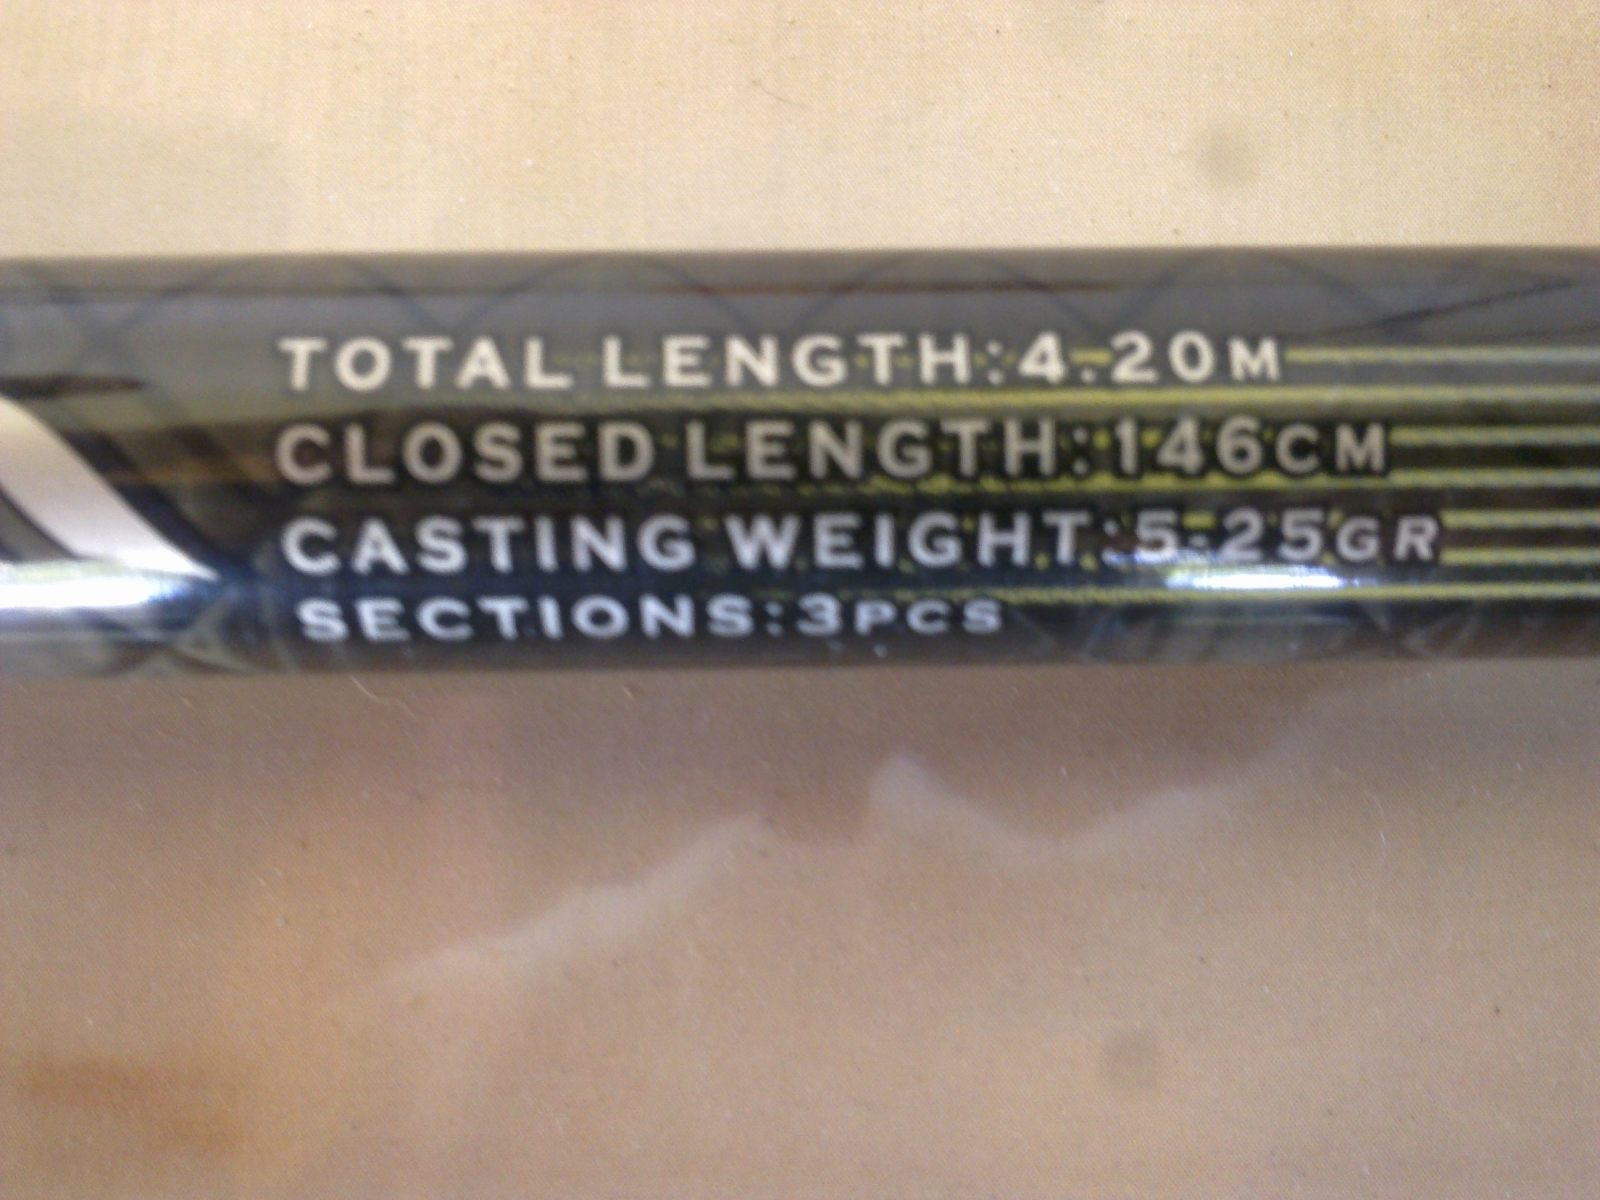 TOTAL LENGTH:4.20M
CLOSED LENGTH:146CM
CASTING WEIGHT:5-25GR
SECTIONS:3PCS